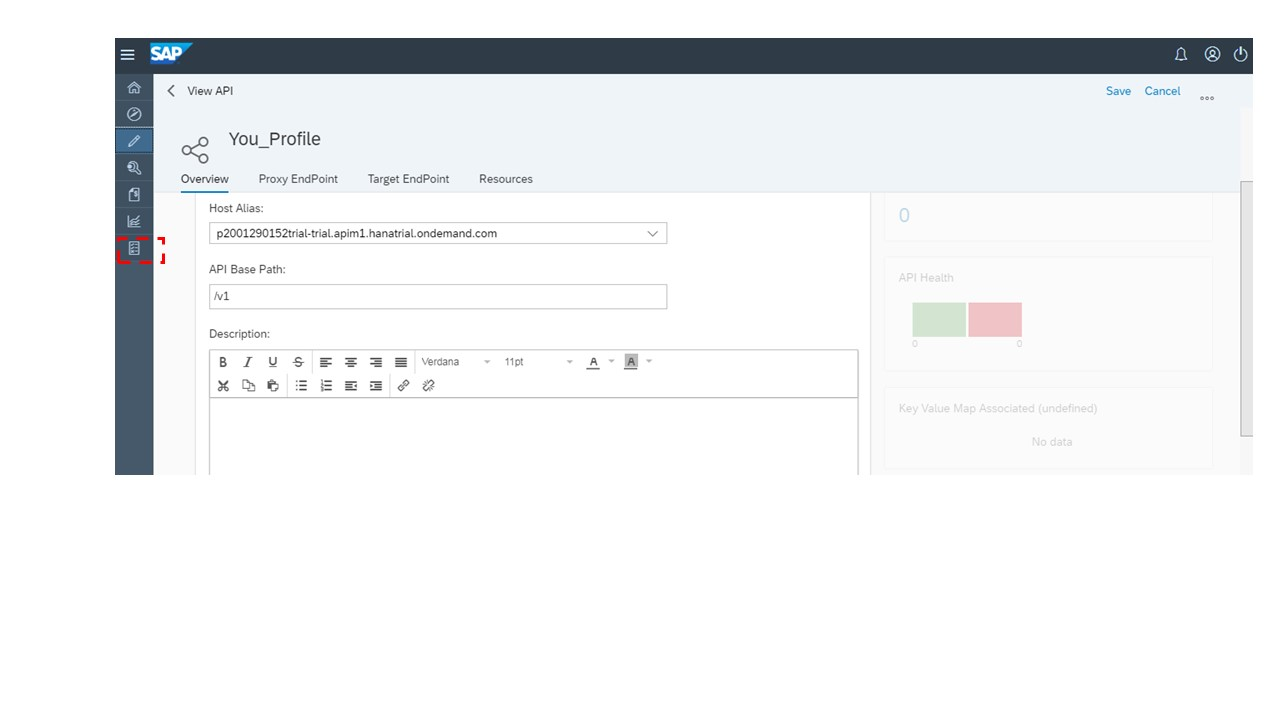 SAP
View API
Save Cancel
You_Profile
Overview Proxy EndPoint Target EndPoint Resources
Host Alias:
p2001290152trial-trial.apim1.hanatrial.ondemand.com
API Base Path:
/v1
Description:
B I U S Verdana 11pt A A
0
API Health
0 0
Key Value Map Associated (undefined)
No data